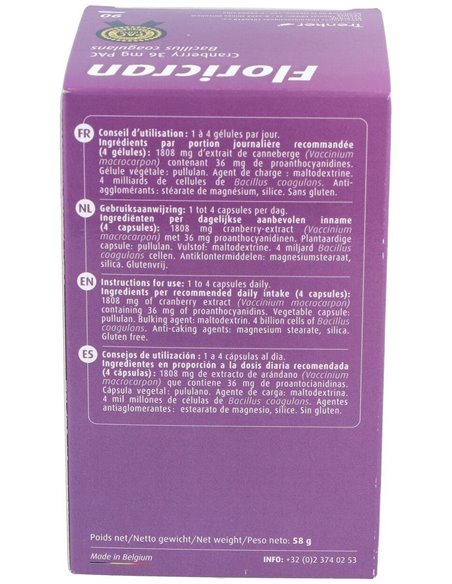 Trenker
90
Cranberry 36 mg PAC
Bacillus coagulans
Floricran
PAC
FR
Conseil d'utilisation : 1 à 4 gélules par jour.
Ingrédients par portion journalière recommandée
(4 gélules) : 1808 mg d'extrait de canneberge (Vaccinium
macrocarpon) contenant 36 mg de proanthocyanidines.
Gélule végétale : pullulan. Agent de charge : maltodextrine.
4 milliards de cellules de Bacillus coagulans. Anti-
agglomérants : stéarate de magnésium, silice. Sans gluten.
NL
Gebruiksaanwijzing: 1 tot 4 capsules per dag.
Ingrediënten per dagelijkse aanbevolen inname
(4 capsules): 1808 mg cranberry-extract (Vaccinium
macrocarpon) met 36 mg proanthocyanidinen. Plantaardige
capsule: pullulan. Vulstof: maltodextrine. 4 miljard Bacillus
coagulans cellen. Antiklontermiddelen: magnesiumstearaat,
silica. Glutenvrij.
EN
Instructions for use: 1 to 4 capsules daily.
Ingredients per recommended daily intake (4 capsules):
1808 mg of cranberry extract (Vaccinium macrocarpon)
containing 36 mg of proanthocyanidins. Vegetable capsule:
pullulan. Bulking agent: maltodextrin. 4 billion cells of Bacillus
coagulans. Anti-caking agents: magnesium stearate, silica.
Gluten free.
ES
Consejos de utilización : 1 a 4 cápsulas al día.
Ingredientes en proporción a la dosis diaria recomendada
(4 cápsulas) : 1808 mg de extracto de arándano (Vaccinium
macrocarpon) que contiene 36 mg de proantocianidinas.
Cápsula vegetal : pululano. Agente de carga : maltodextrina.
4 mil millones de células de Bacillus coagulans. Agentes
antiaglomerantes : estearato de magnesio, sílice. Sin gluten.
Poids net/Netto gewicht/Net weight/Peso neto : 58 g
Made in Belgium
INFO: +32 (0)2 374 02 53